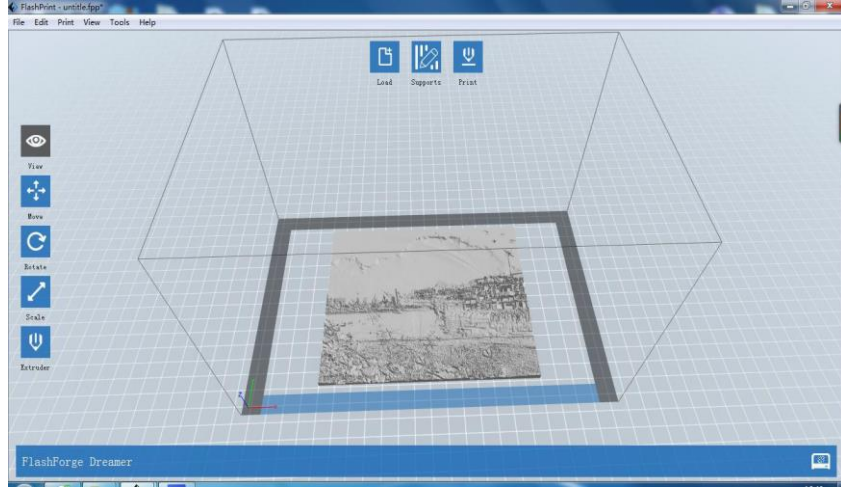 FlashPrint - untitle.fpp*
File Edit Print View Tools Help
Load Supports Print
View
Move
Rotate
Scale
Extruder
FlashForge Dreamer